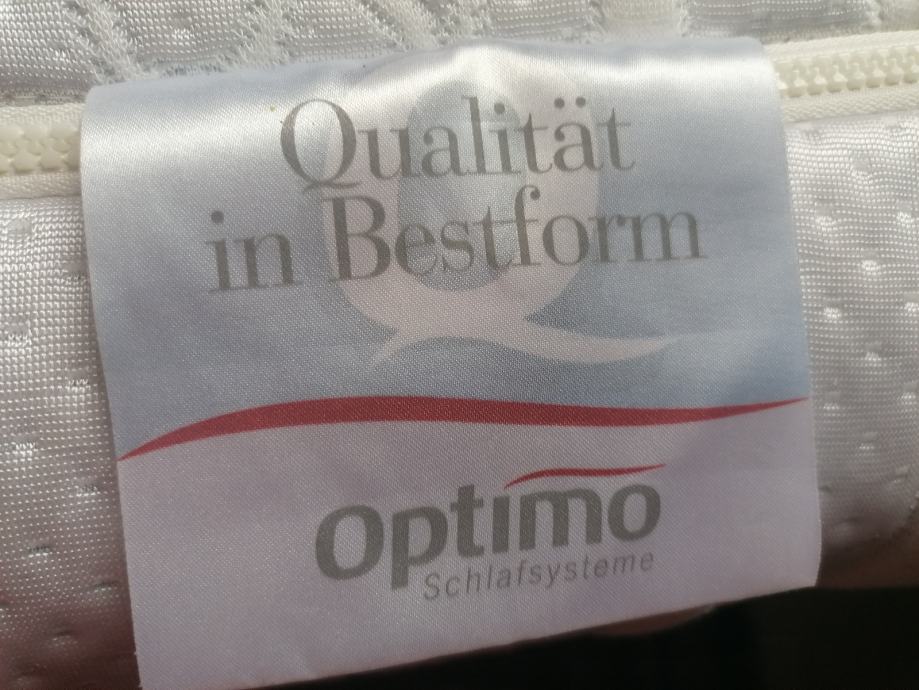 Qualität
in Bestform
Optimo
Schlafsysteme